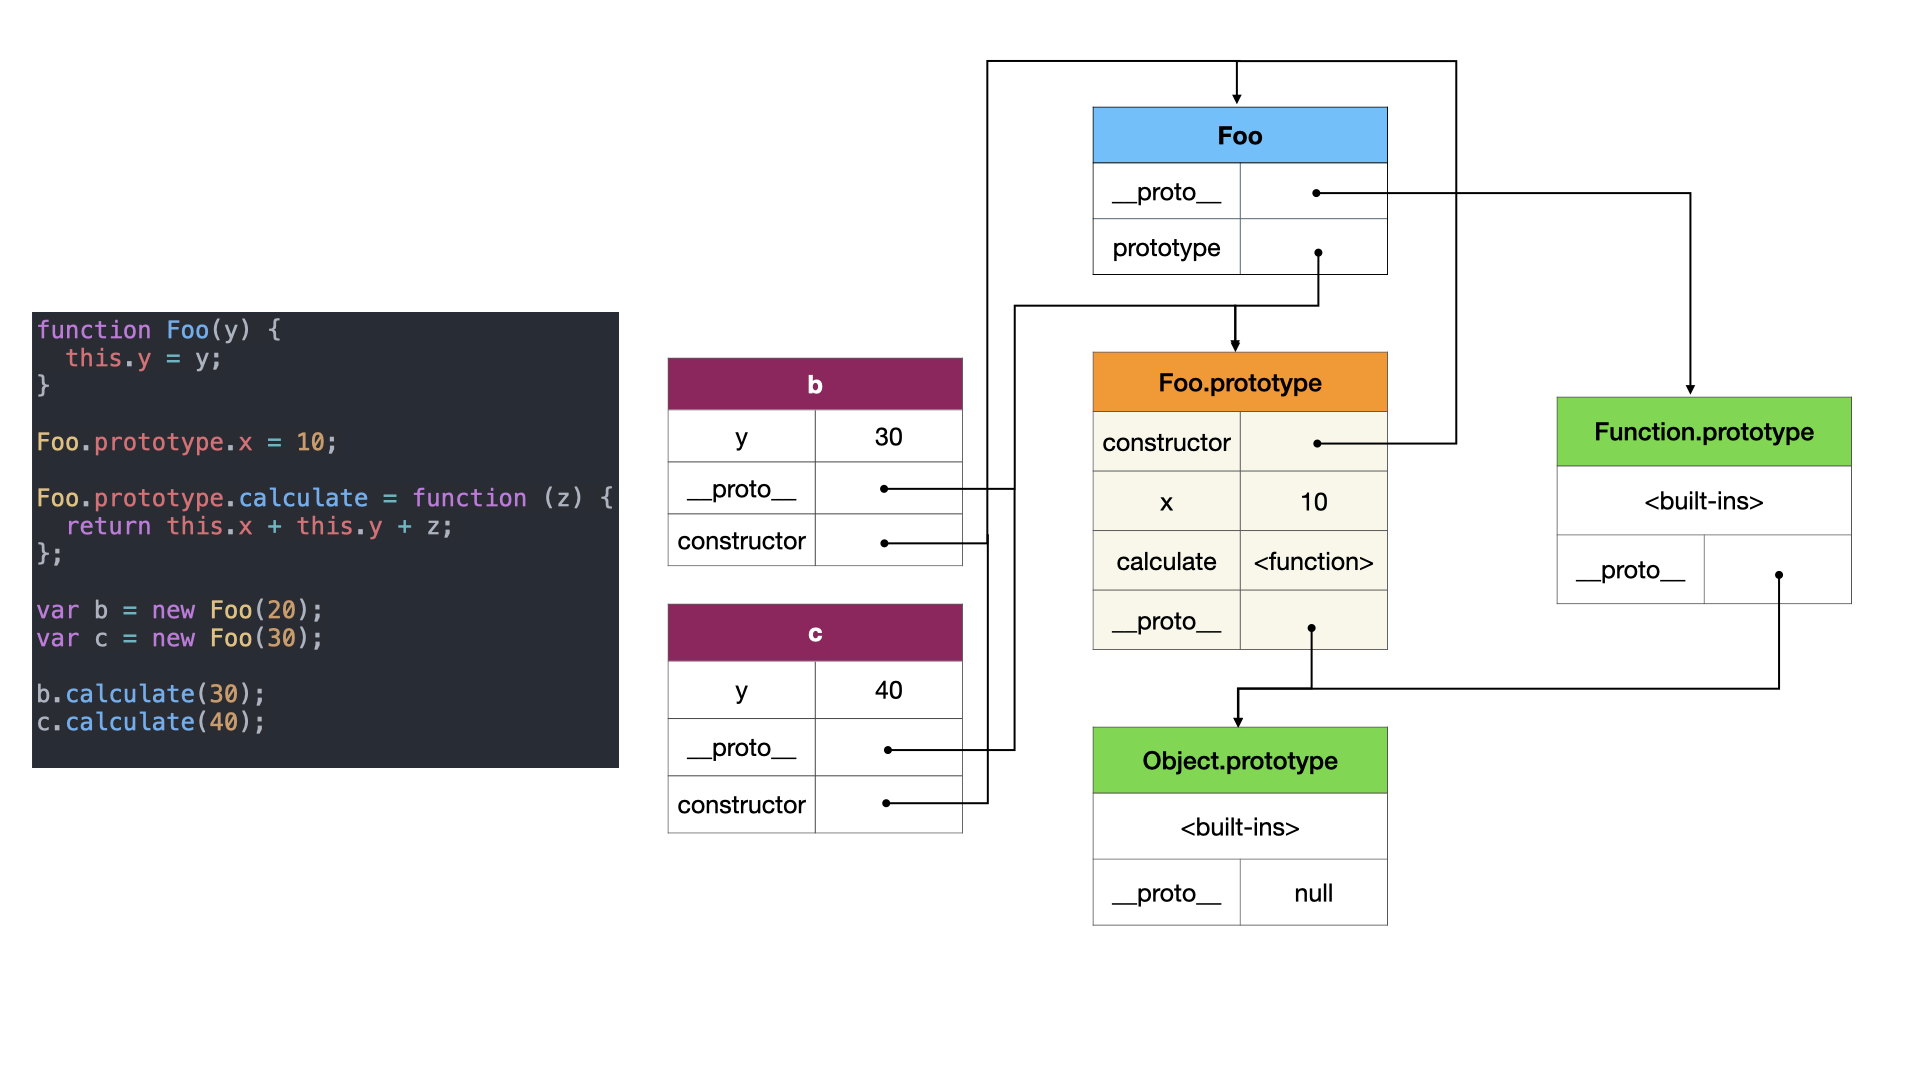 function Foo(y) {
  this.y = y;
}

Foo.prototype.x = 10;

Foo.prototype.calculate = function (z) {
  return this.x + this.y + z;
};

var b = new Foo(20);
var c = new Foo(30);

b.calculate(30);
c.calculate(40);
b
y 30
__proto__
constructor
c
y 40
__proto__
constructor
Foo
__proto__
prototype
Foo.prototype
constructor
x 10
calculate <function>
__proto__
Object.prototype
<built-ins>
__proto__ null
Function.prototype
<built-ins>
__proto__